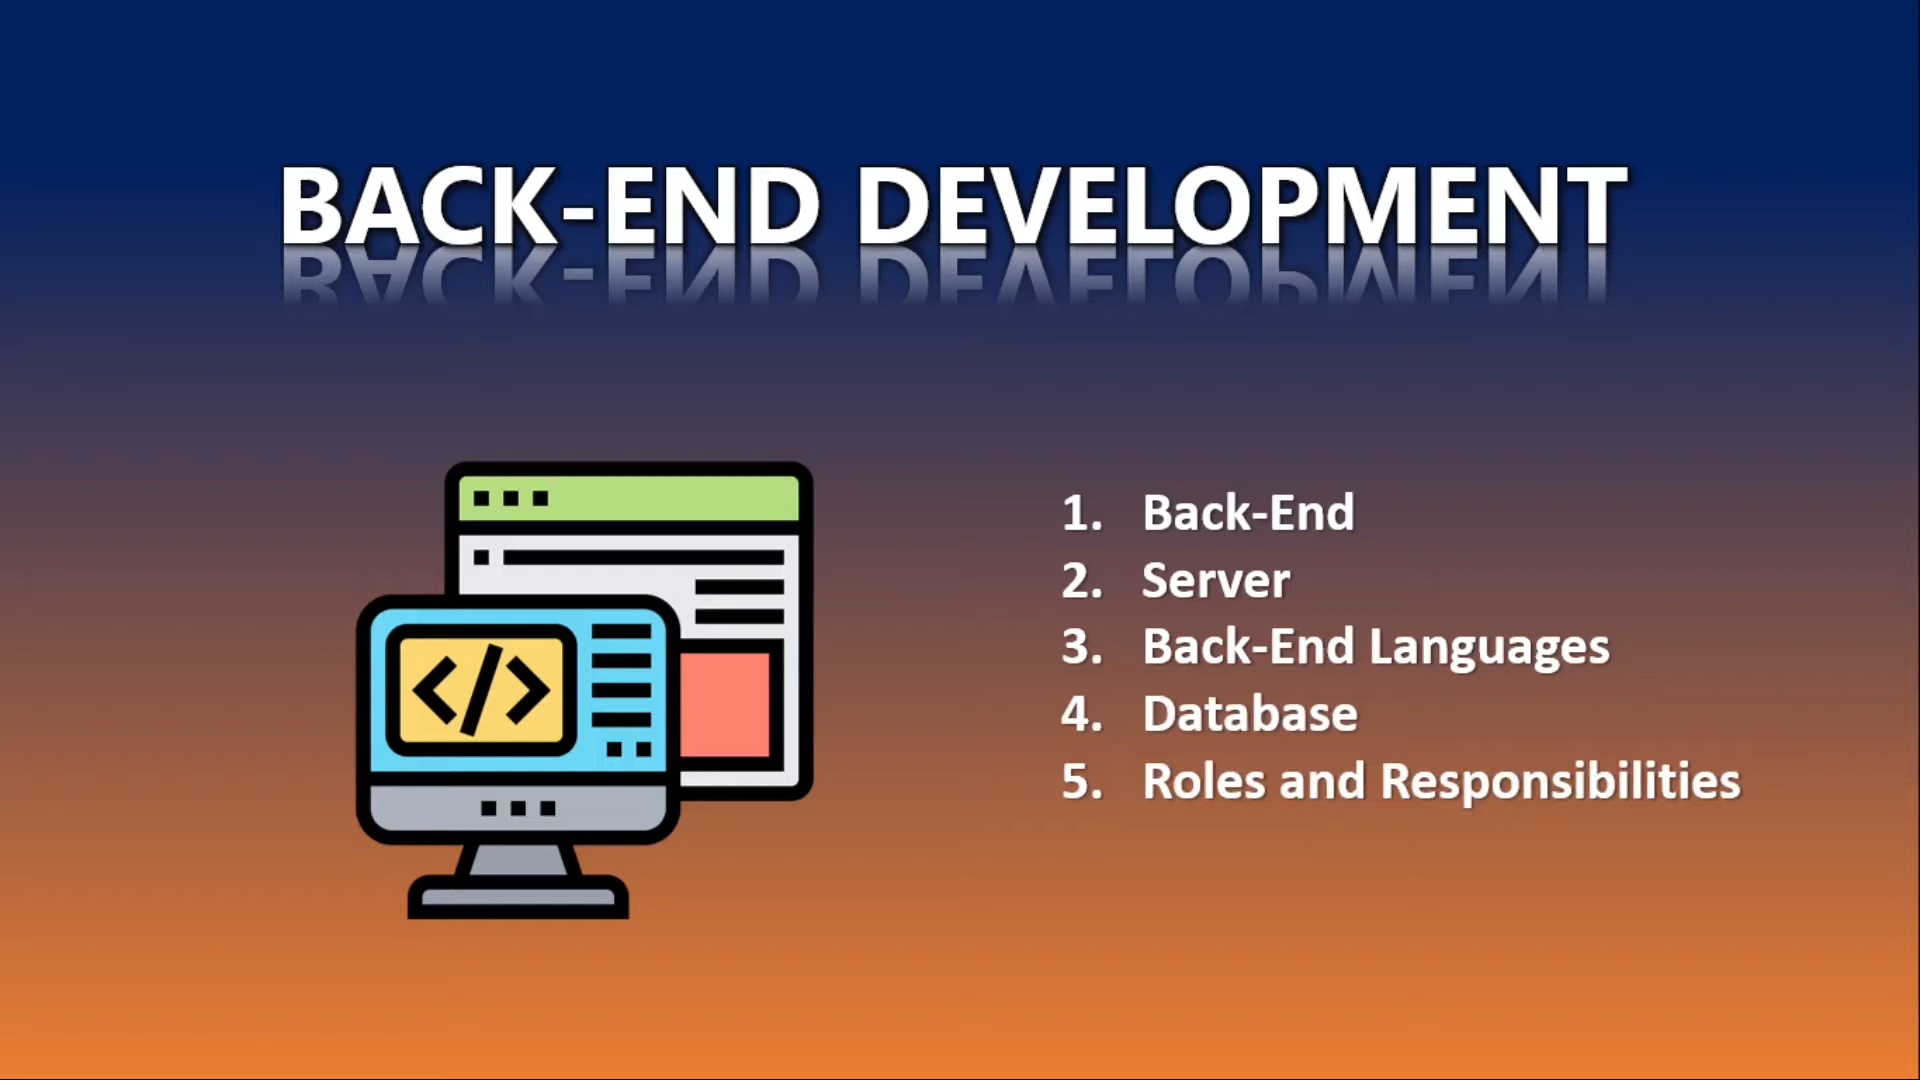 BACK-END DEVELOPMENT
</>
1. Back-End
2. Server
3. Back-End Languages
4. Database
5. Roles and Responsibilities